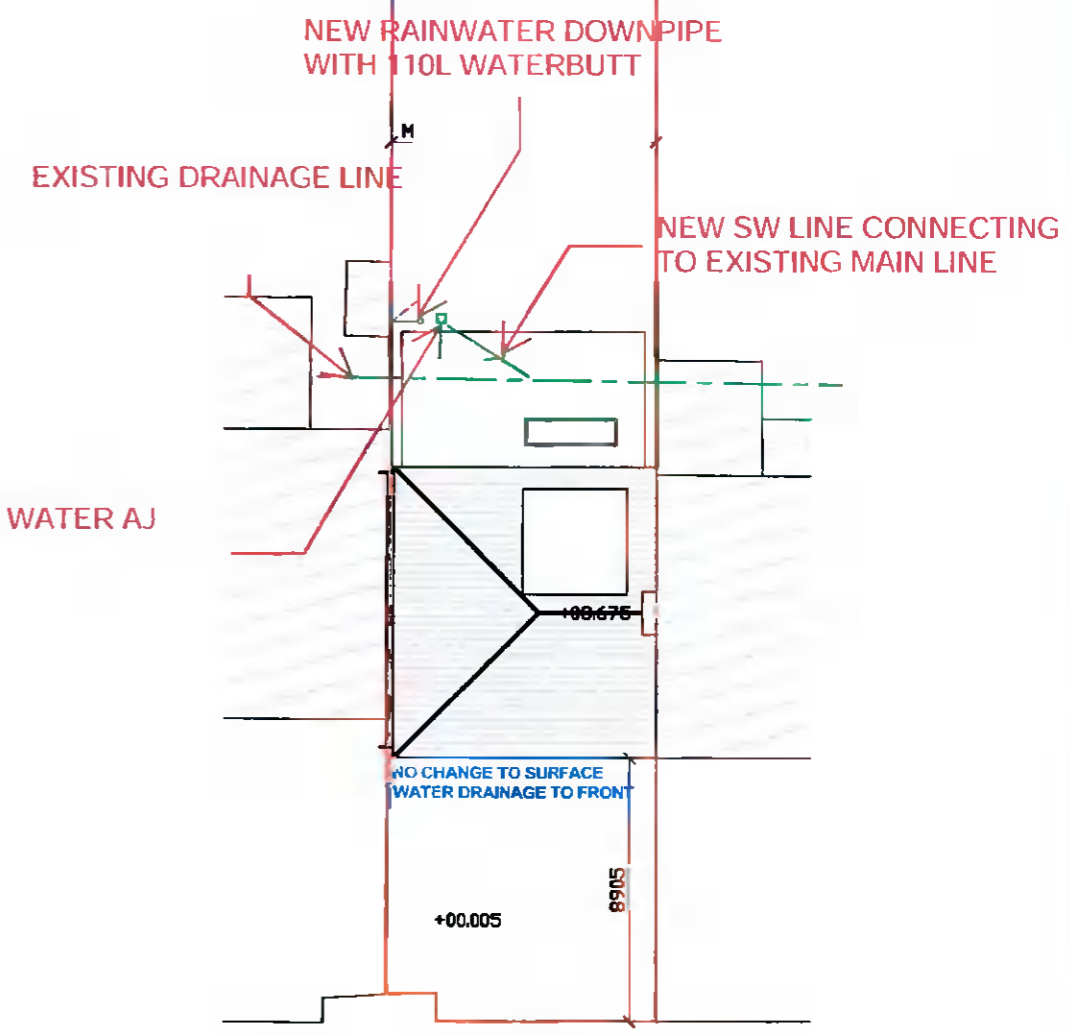 NEW RAINWATER DOWNPIPE
WITH 110L WATERBUTT
M
EXISTING DRAINAGE LINE
NEW SW LINE CONNECTING
TO EXISTING MAIN LINE
WATER AJ
NO CHANGE TO SURFACE
WATER DRAINAGE TO FRONT
8905
+00.005